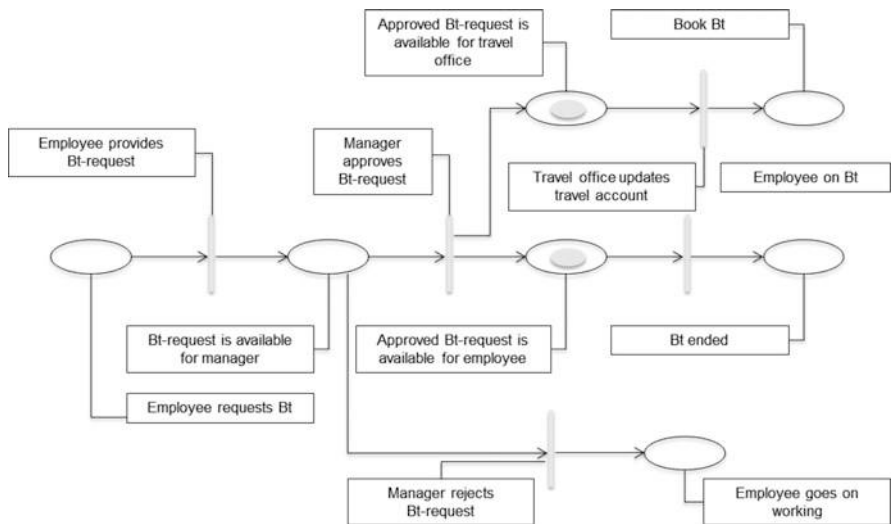 Approved Bt-request is
available for travel
office
Book Bt
Employee provides
Bt-request
Manager
approves
Bt-request
Travel office updates
travel account
Employee on Bt
Bt-request is available
for manager
Approved Bt-request is
available for employee
Bt ended
Employee requests Bt
Manager rejects
Bt-request
Employee goes on
working